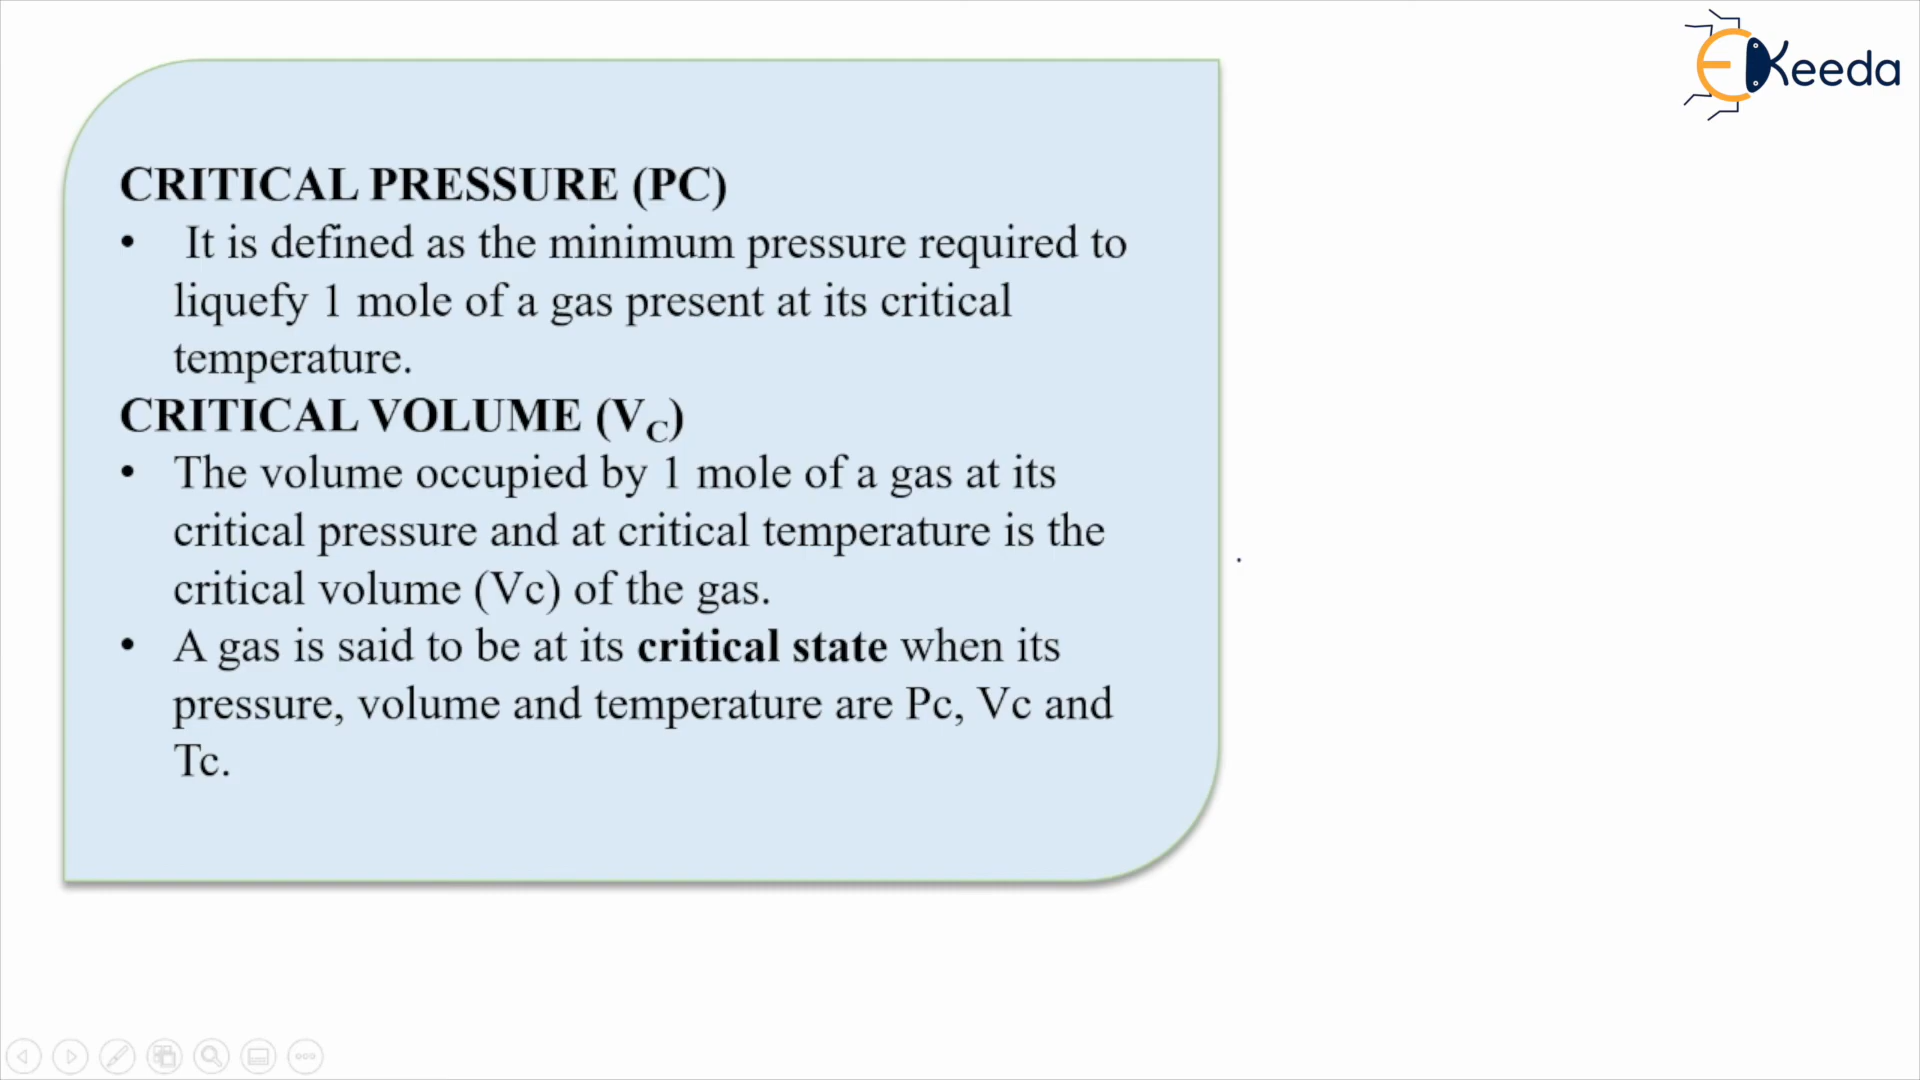 EKeeda
CRITICAL PRESSURE (PC)
• It is defined as the minimum pressure required to
liquefy 1 mole of a gas present at its critical
temperature.
CRITICAL VOLUME (VC)
• The volume occupied by 1 mole of a gas at its
critical pressure and at critical temperature is the
critical volume (Vc) of the gas.
• A gas is said to be at its critical state when its
pressure, volume and temperature are Pc, Vc and
Tc.